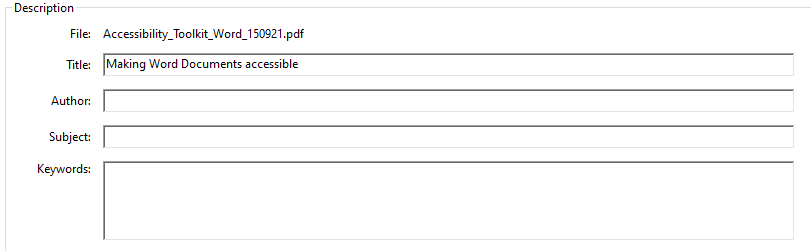 Description
File: Accessibility_Toolkit_Word_150921.pdf
Title: Making Word Documents accessible
Author:
Subject:
Keywords: